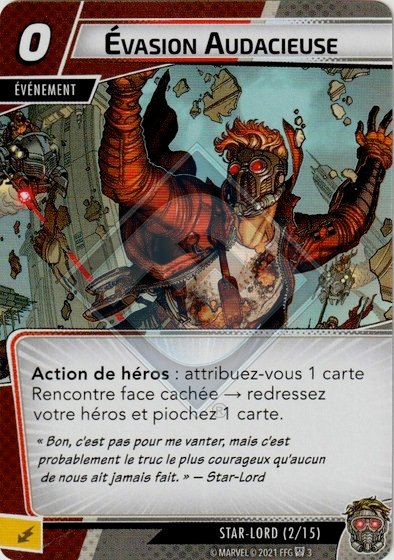 0
ÉVASION AUDACIEUSE
ÉVÉNEMENT
Action de héros : attribuez-vous 1 carte
Rencontre face cachée → redressez
votre héros et piochez 1 carte.
« Bon, c'est pas pour me vanter, mais c'est
probablement le truc le plus courageux qu'aucun
de nous ait jamais fait. » – Star-Lord
STAR-LORD (2/15)
© MARVEL © 2021 FFG 3